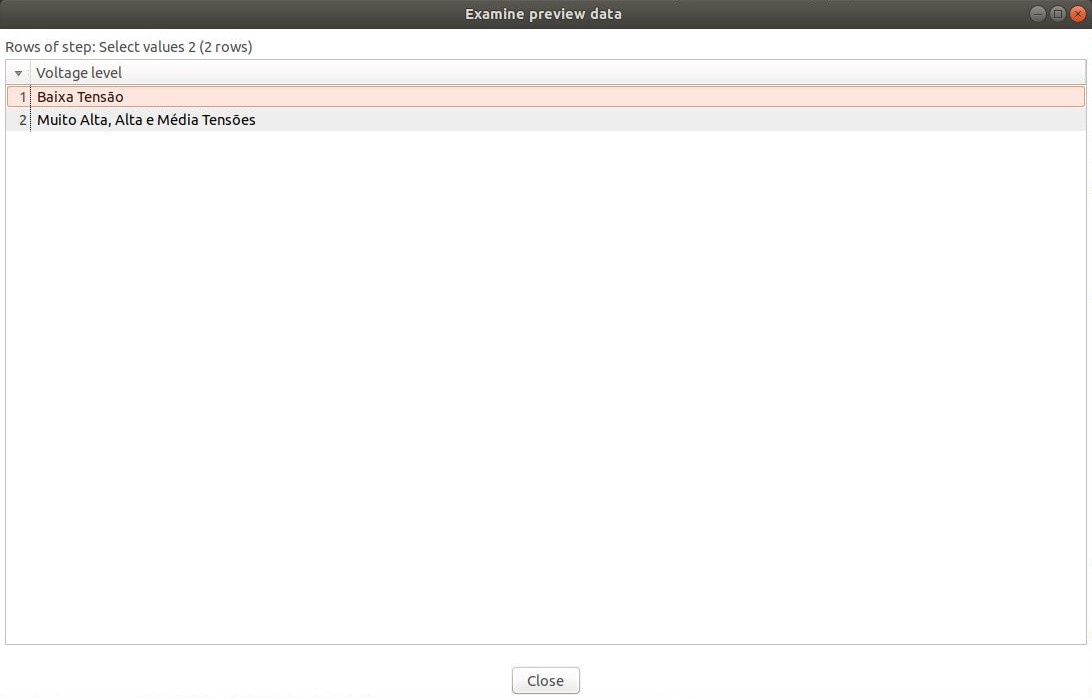 Examine preview data
Rows of step: Select values 2 (2 rows)
Voltage level
1 Baixa Tensão
2 Muito Alta, Alta e Média Tensões
Close